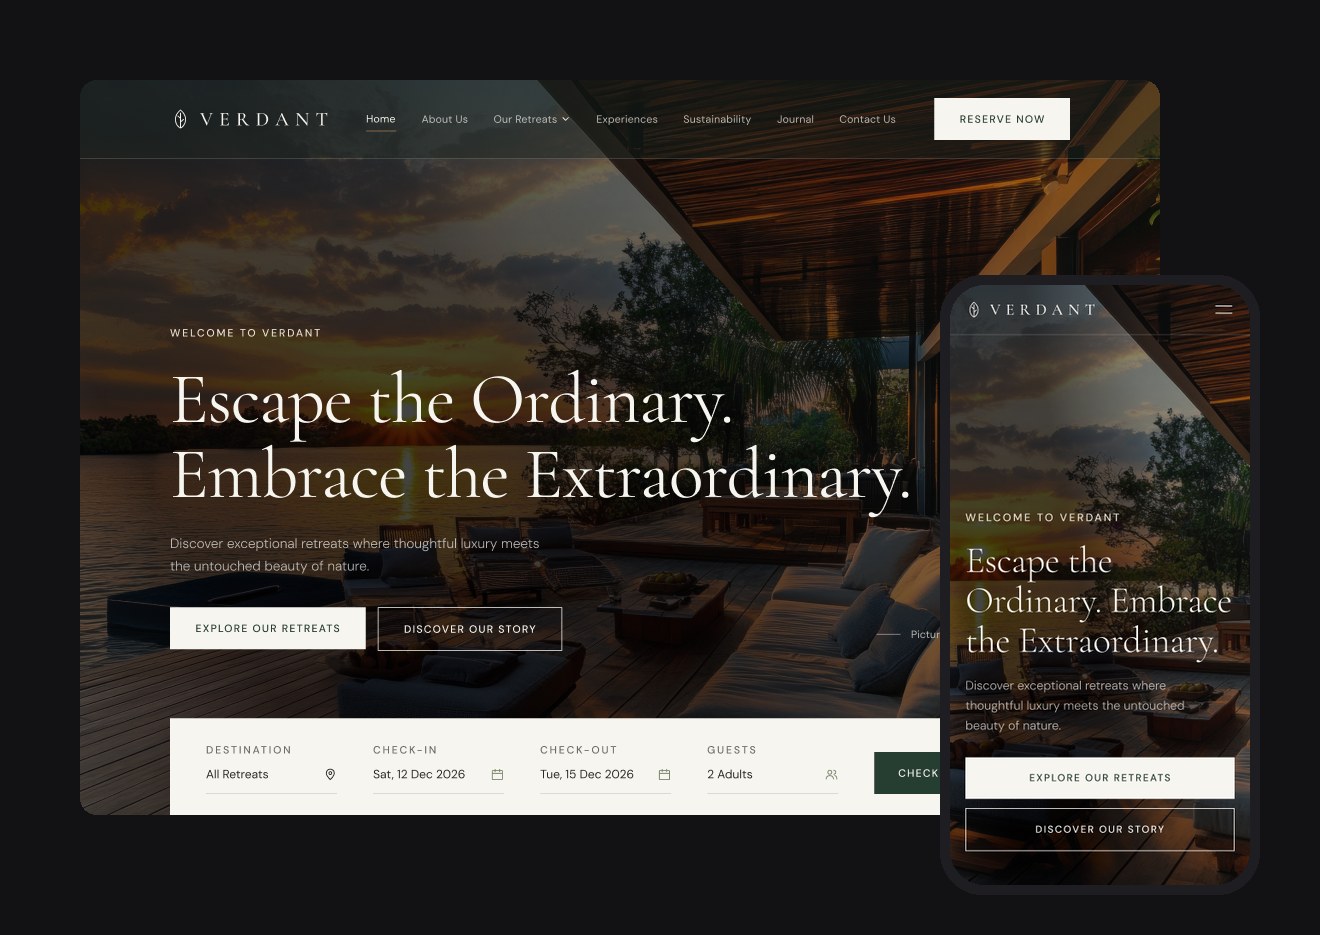 VERDANT
Home
About Us
Our Retreats
Experiences
Sustainability
Journal
Contact Us
RESERVE NOW
WELCOME TO VERDANT
Escape the Ordinary.
Embrace the Extraordinary.
Discover exceptional retreats where thoughtful luxury meets
the untouched beauty of nature.
EXPLORE OUR RETREATS
DISCOVER OUR STORY
DESTINATION
All Retreats
CHECK-IN
Sat, 12 Dec 2026
CHECK-OUT
Tue, 15 Dec 2026
GUESTS
2 Adults
CHECK
VERDANT
WELCOME TO VERDANT
Escape the
Ordinary. Embrace
the Extraordinary.
Discover exceptional retreats where
thoughtful luxury meets the untouched
beauty of nature.
EXPLORE OUR RETREATS
DISCOVER OUR STORY